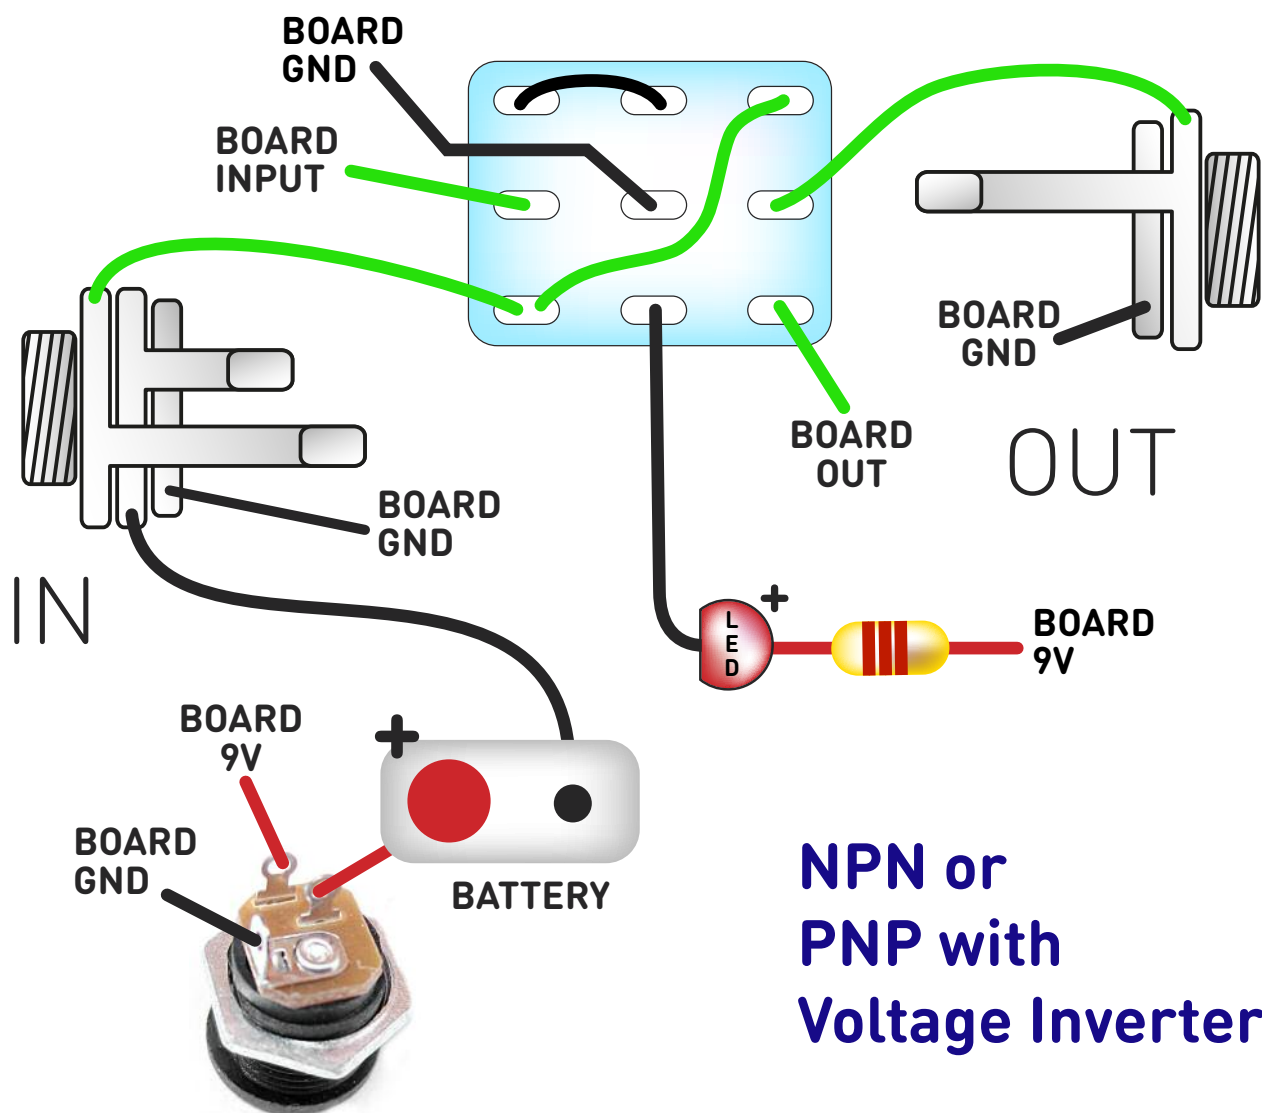 BOARD
GND
BOARD
INPUT
BOARD
GND
BOARD
OUT
OUT
BOARD
GND
IN
L
E
D
+
BOARD
9V
BOARD
9V
+
BOARD
GND
BATTERY
NPN or
PNP with
Voltage Inverter